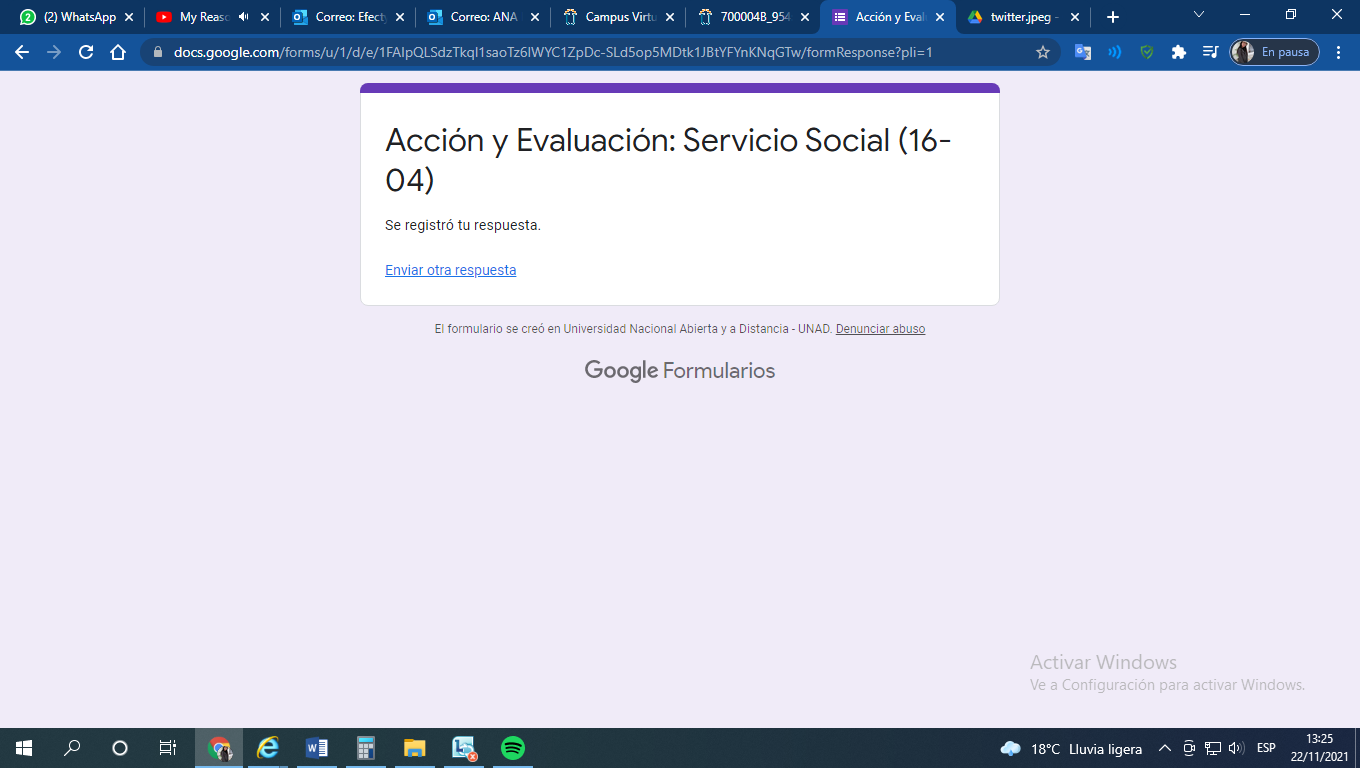 (2) WhatsApp
My Reaso
Correo: Efecty
Correo: ANA
Campus Virtu
700004B_954
Acción y Eval
twitter.jpeg -
docs.google.com/forms/u/1/d/e/1FAIpQLSdzTkqI1saoTz6IWYC1ZpDc-SLd5op5MDtk1JBtYFYnKNqGTw/formResponse?pli=1
En pausa
Acción y Evaluación: Servicio Social (16-
04)
Se registró tu respuesta.
Enviar otra respuesta
El formulario se creó en Universidad Nacional Abierta y a Distancia - UNAD. Denunciar abuso
Google Formularios
Activar Windows
Ve a Configuración para activar Windows.
18°C Lluvia ligera
ESP
13:25
22/11/2021